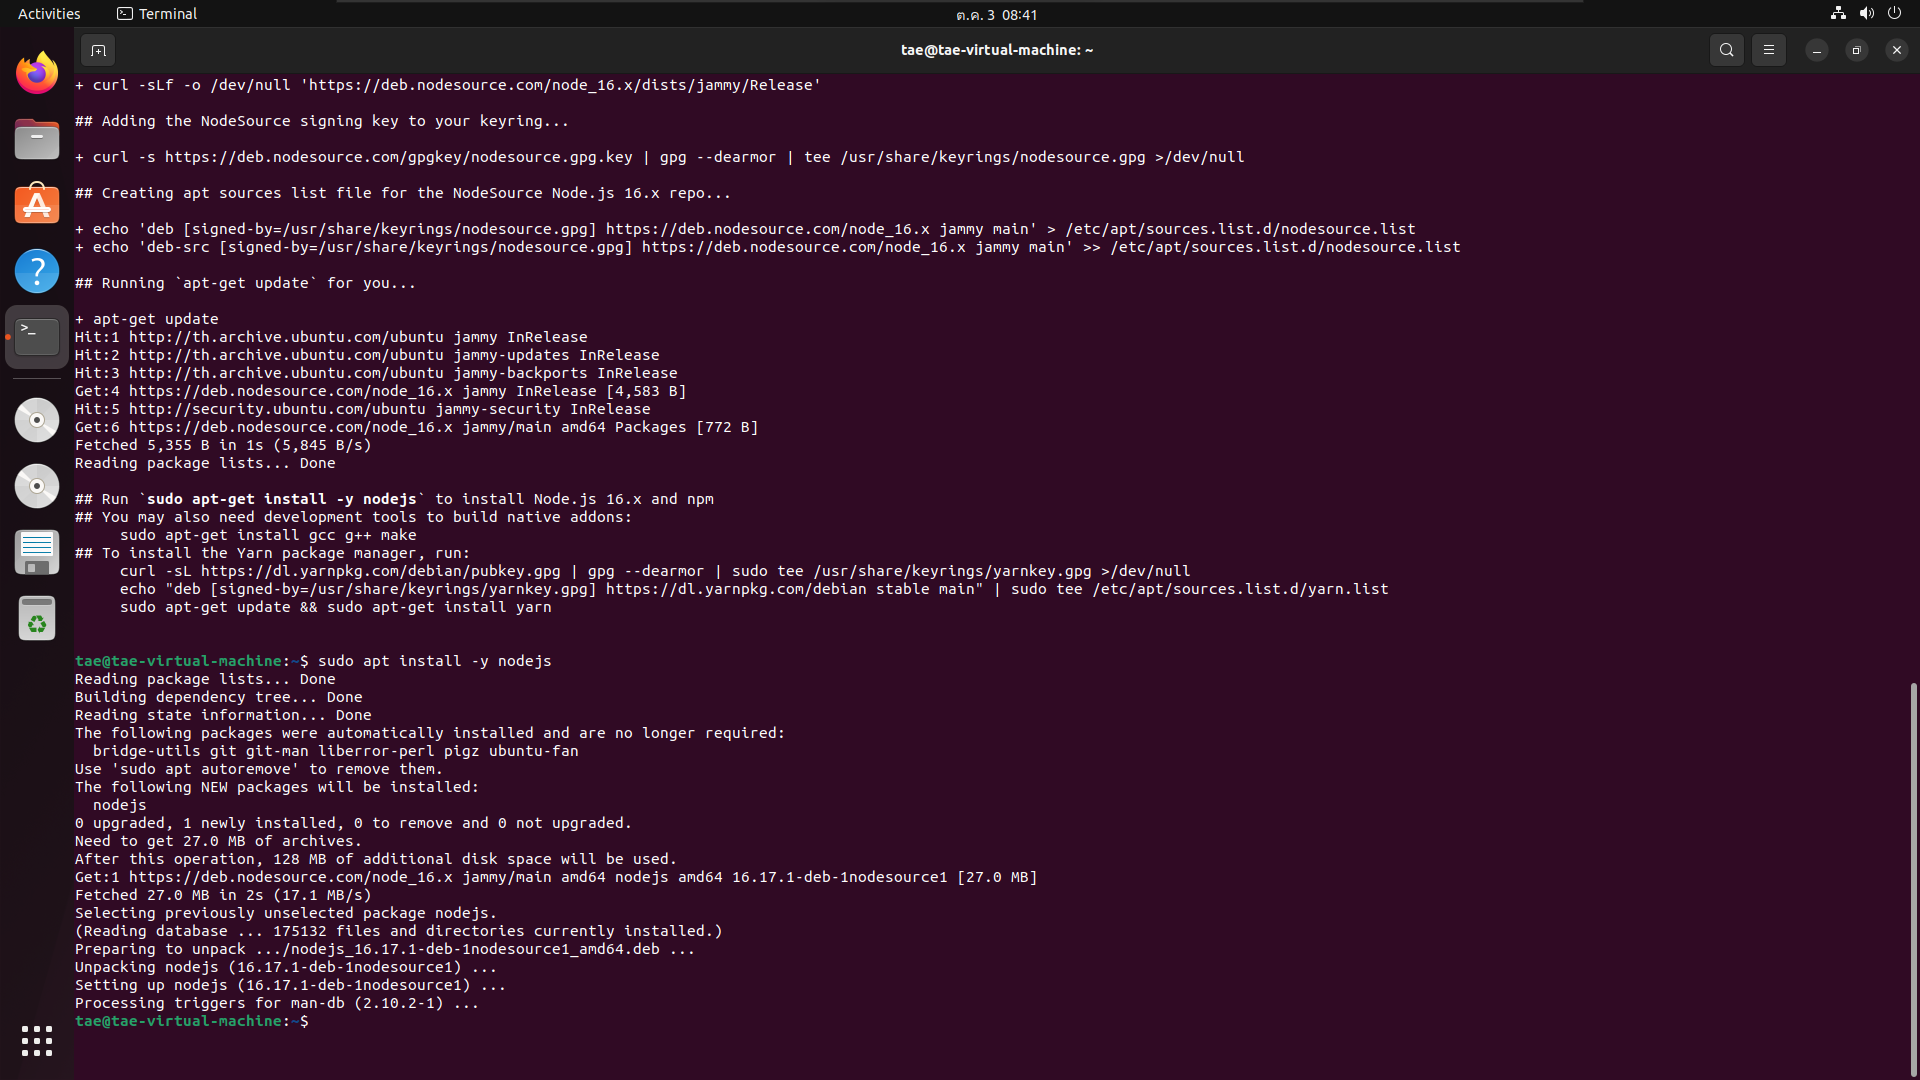 Activities
Terminal
ต.ค. 3 08:41
tae@tae-virtual-machine: ~
+ curl -sLf -o /dev/null 'https://deb.nodesource.com/node_16.x/dists/jammy/Release'
## Adding the NodeSource signing key to your keyring...
+ curl -s https://deb.nodesource.com/gpgkey/nodesource.gpg.key | gpg --dearmor | tee /usr/share/keyrings/nodesource.gpg >/dev/null
## Creating apt sources list file for the NodeSource Node.js 16.x repo...
+ echo 'deb [signed-by=/usr/share/keyrings/nodesource.gpg] https://deb.nodesource.com/node_16.x jammy main' > /etc/apt/sources.list.d/nodesource.list
+ echo 'deb-src [signed-by=/usr/share/keyrings/nodesource.gpg] https://deb.nodesource.com/node_16.x jammy main' >> /etc/apt/sources.list.d/nodesource.list
## Running `apt-get update` for you...
+ apt-get update
Hit:1 http://th.archive.ubuntu.com/ubuntu jammy InRelease
Hit:2 http://th.archive.ubuntu.com/ubuntu jammy-updates InRelease
Hit:3 http://th.archive.ubuntu.com/ubuntu jammy-backports InRelease
Get:4 https://deb.nodesource.com/node_16.x jammy InRelease [4,583 B]
Hit:5 http://security.ubuntu.com/ubuntu jammy-security InRelease
Get:6 https://deb.nodesource.com/node_16.x jammy/main amd64 Packages [772 B]
Fetched 5,355 B in 1s (5,845 B/s)
Reading package lists... Done
## Run `sudo apt-get install -y nodejs` to install Node.js 16.x and npm
## You may also need development tools to build native addons:
sudo apt-get install gcc g++ make
## To install the Yarn package manager, run:
curl -sL https://dl.yarnpkg.com/debian/pubkey.gpg | gpg --dearmor | sudo tee /usr/share/keyrings/yarnkey.gpg >/dev/null
echo "deb [signed-by=/usr/share/keyrings/yarnkey.gpg] https://dl.yarnpkg.com/debian stable main" | sudo tee /etc/apt/sources.list.d/yarn.list
sudo apt-get update && sudo apt-get install yarn
tae@tae-virtual-machine:~$ sudo apt install -y nodejs
Reading package lists... Done
Building dependency tree... Done
Reading state information... Done
The following packages were automatically installed and are no longer required:
bridge-utils git git-man liberror-perl pigz ubuntu-fan
Use 'sudo apt autoremove' to remove them.
The following NEW packages will be installed:
nodejs
0 upgraded, 1 newly installed, 0 to remove and 0 not upgraded.
Need to get 27.0 MB of archives.
After this operation, 128 MB of additional disk space will be used.
Get:1 https://deb.nodesource.com/node_16.x jammy/main amd64 nodejs amd64 16.17.1-deb-1nodesource1 [27.0 MB]
Fetched 27.0 MB in 2s (17.1 MB/s)
Selecting previously unselected package nodejs.
(Reading database ... 175132 files and directories currently installed.)
Preparing to unpack .../nodejs_16.17.1-deb-1nodesource1_amd64.deb ...
Unpacking nodejs (16.17.1-deb-1nodesource1) ...
Setting up nodejs (16.17.1-deb-1nodesource1) ...
Processing triggers for man-db (2.10.2-1) ...
tae@tae-virtual-machine:~$